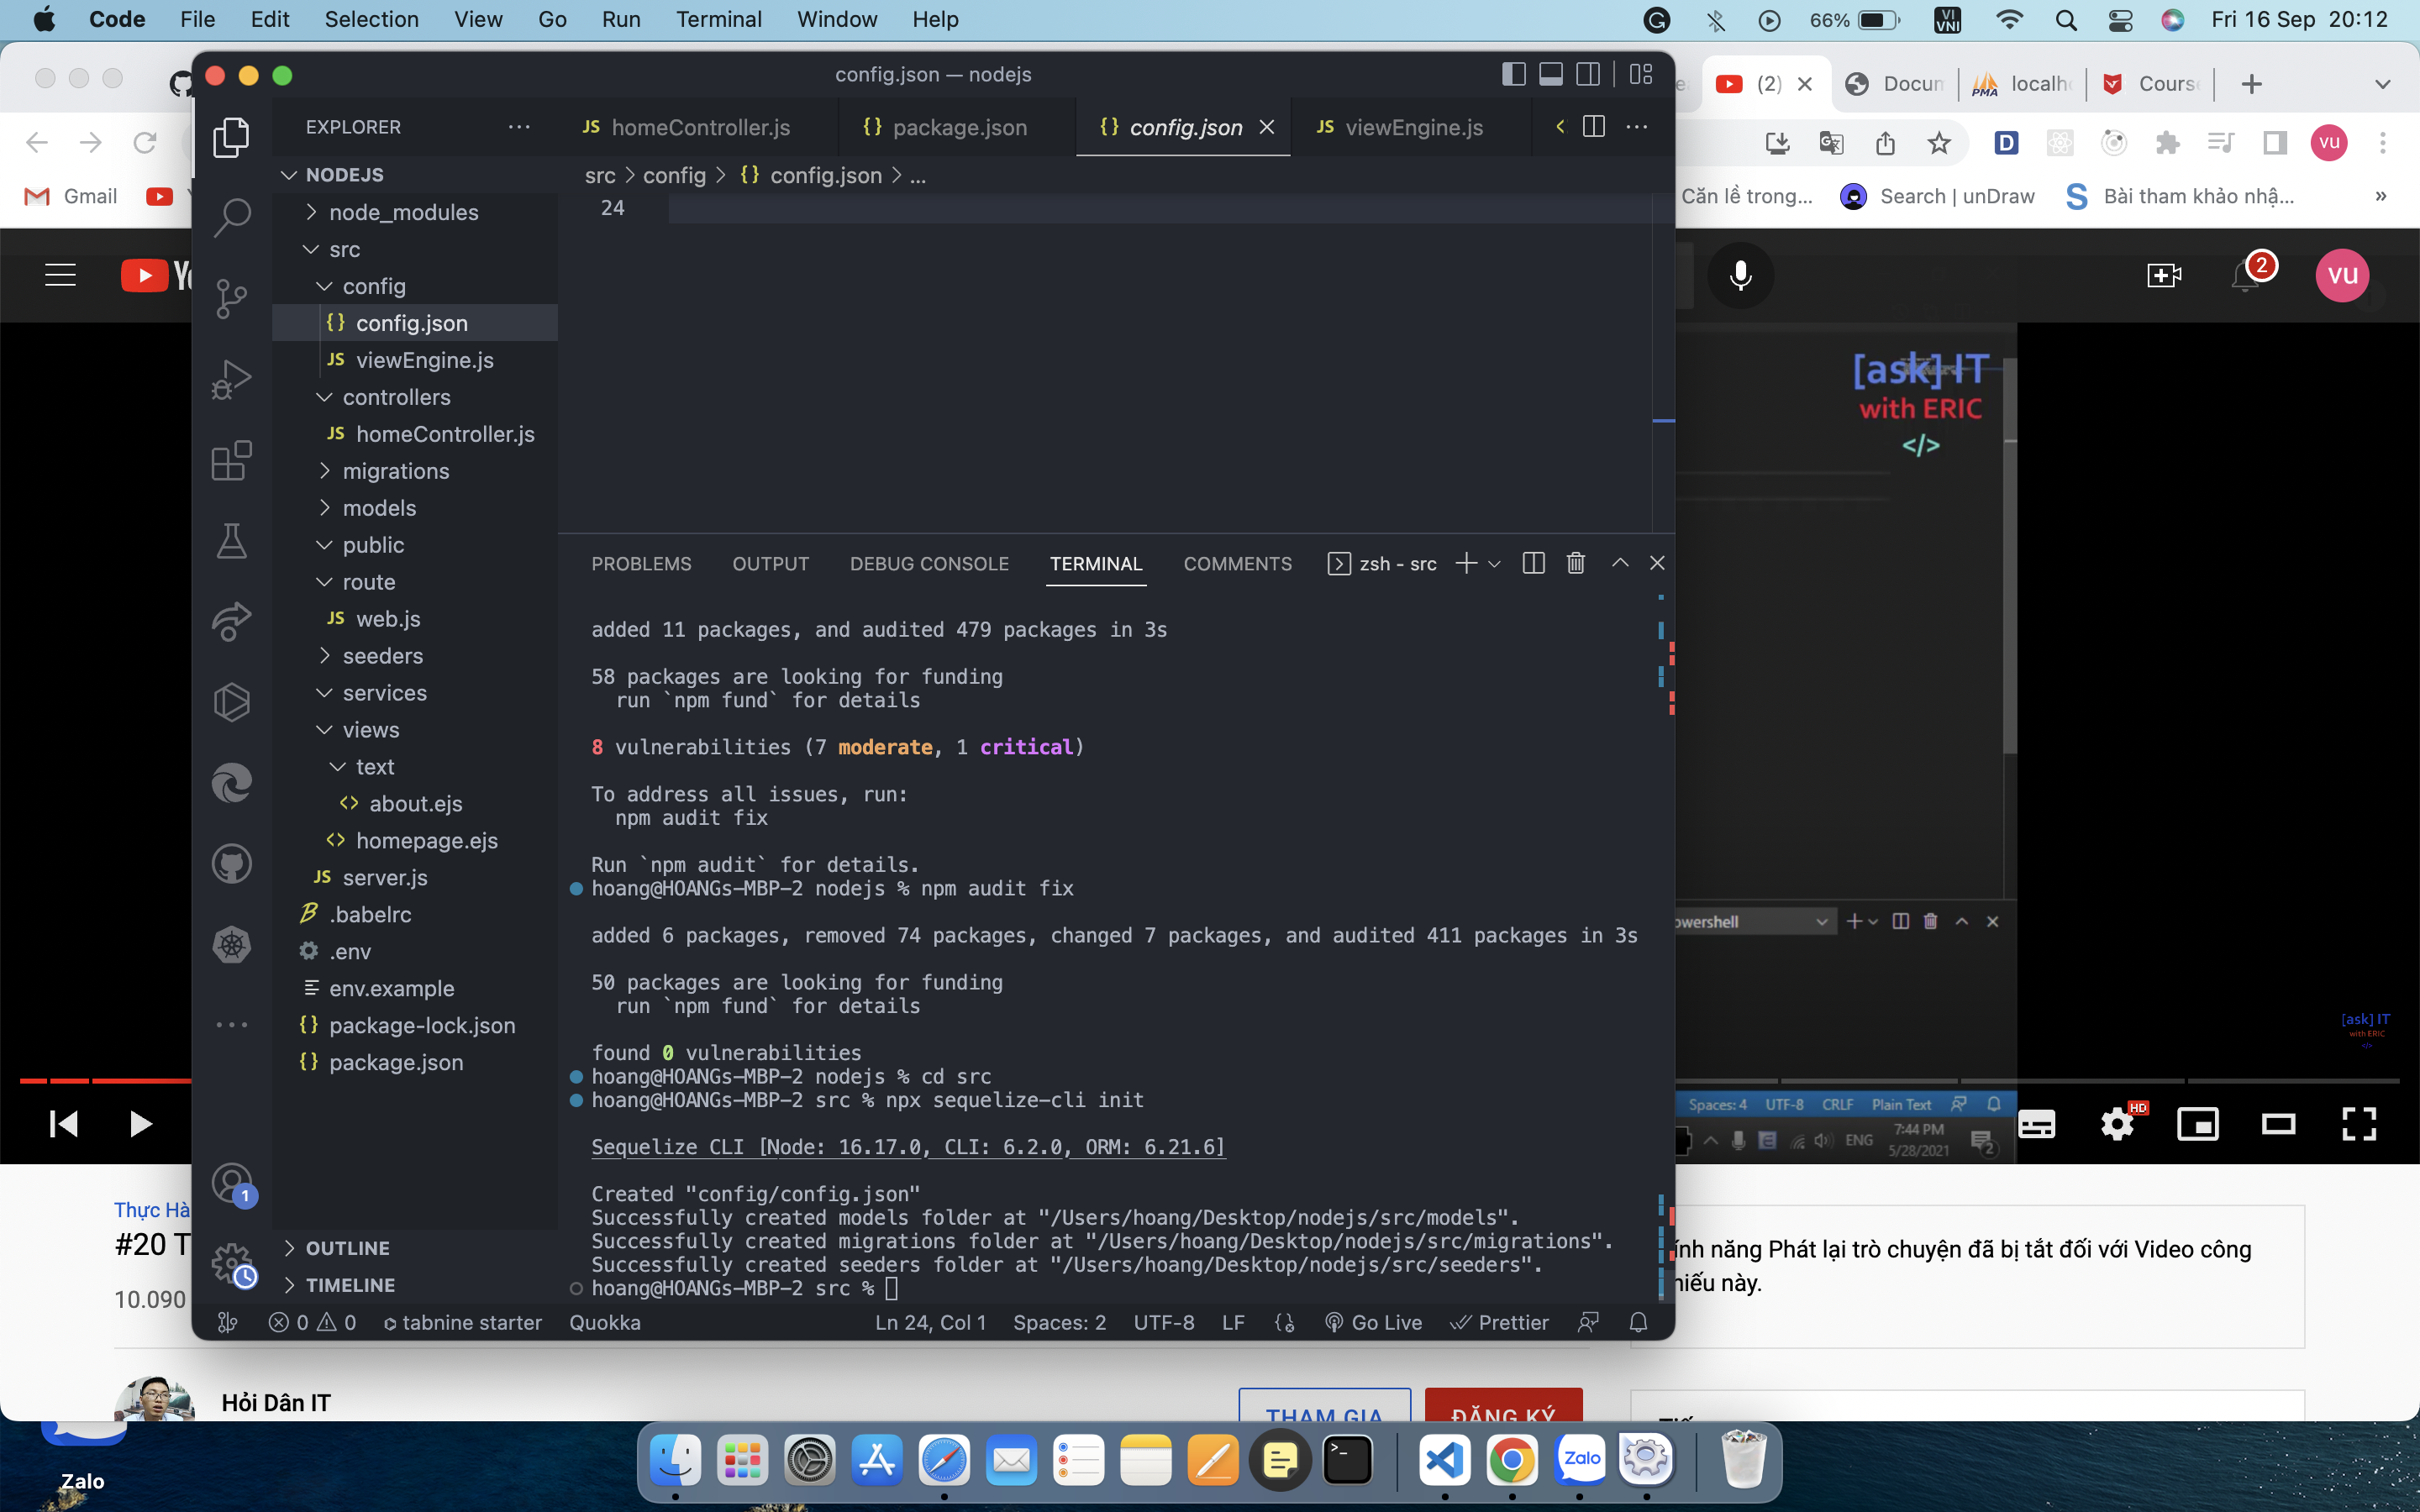 Code File Edit Selection View Go Run Terminal Window Help
66% VI VNI Fri 16 Sep 20:12
config.json — nodejs
(2) Docum localho Cours
EXPLORER
JS homeController.js {} package.json {} config.json JS viewEngine.js
D VU
NODEJS
src > config > {} config.json > ...
Gmail
Căn lề trong... Search | unDraw S Bài tham khảo nhậ...
24
node_modules
src
config
{} config.json
JS viewEngine.js
controllers
JS homeController.js
migrations
models
public
route
JS web.js
seeders
services
views
text
<> about.ejs
<> homepage.ejs
JS server.js
.babelrc
.env
env.example
{} package-lock.json
{} package.json
OUTLINE
TIMELINE
PROBLEMS OUTPUT DEBUG CONSOLE TERMINAL COMMENTS zsh - src
added 11 packages, and audited 479 packages in 3s
58 packages are looking for funding
run `npm fund` for details
8 vulnerabilities (7 moderate, 1 critical)
To address all issues, run:
npm audit fix
Run `npm audit` for details.
hoang@HOANGs-MBP-2 nodejs % npm audit fix
added 6 packages, removed 74 packages, changed 7 packages, and audited 411 packages in 3s
50 packages are looking for funding
run `npm fund` for details
found 0 vulnerabilities
hoang@HOANGs-MBP-2 nodejs % cd src
hoang@HOANGs-MBP-2 src % npx sequelize-cli init
Sequelize CLI [Node: 16.17.0, CLI: 6.2.0, ORM: 6.21.6]
Created "config/config.json"
Successfully created models folder at "/Users/hoang/Desktop/nodejs/src/models".
Successfully created migrations folder at "/Users/hoang/Desktop/nodejs/src/migrations".
Successfully created seeders folder at "/Users/hoang/Desktop/nodejs/src/seeders".
hoang@HOANGs-MBP-2 src %
1
0 0 tabnine starter Quokka Ln 24, Col 1 Spaces: 2 UTF-8 LF Go Live Prettier
2 VU
[ask] IT
with ERIC
</>
owershell
[ask] IT
with ERIC
</>
Spaces: 4 UTF-8 CRLF Plain Text
ENG 7:44 PM
5/28/2021 2
HD
Thực Hà
#20 T
10.090
ính năng Phát lại trò chuyện đã bị tắt đối với Video công
hiếu này.
Hỏi Dân IT
THAM GIA ĐĂNG KÝ
Zalo
Zalo